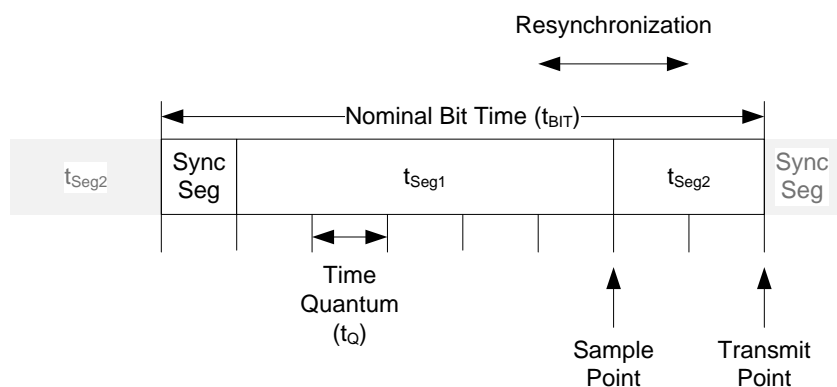 Resynchronization
Nominal Bit Time (tBIT)
tSeg2
Sync
Seg
tSeg1
tSeg2
Sync
Seg
Time
Quantum
(tQ)
Sample
Point
Transmit
Point